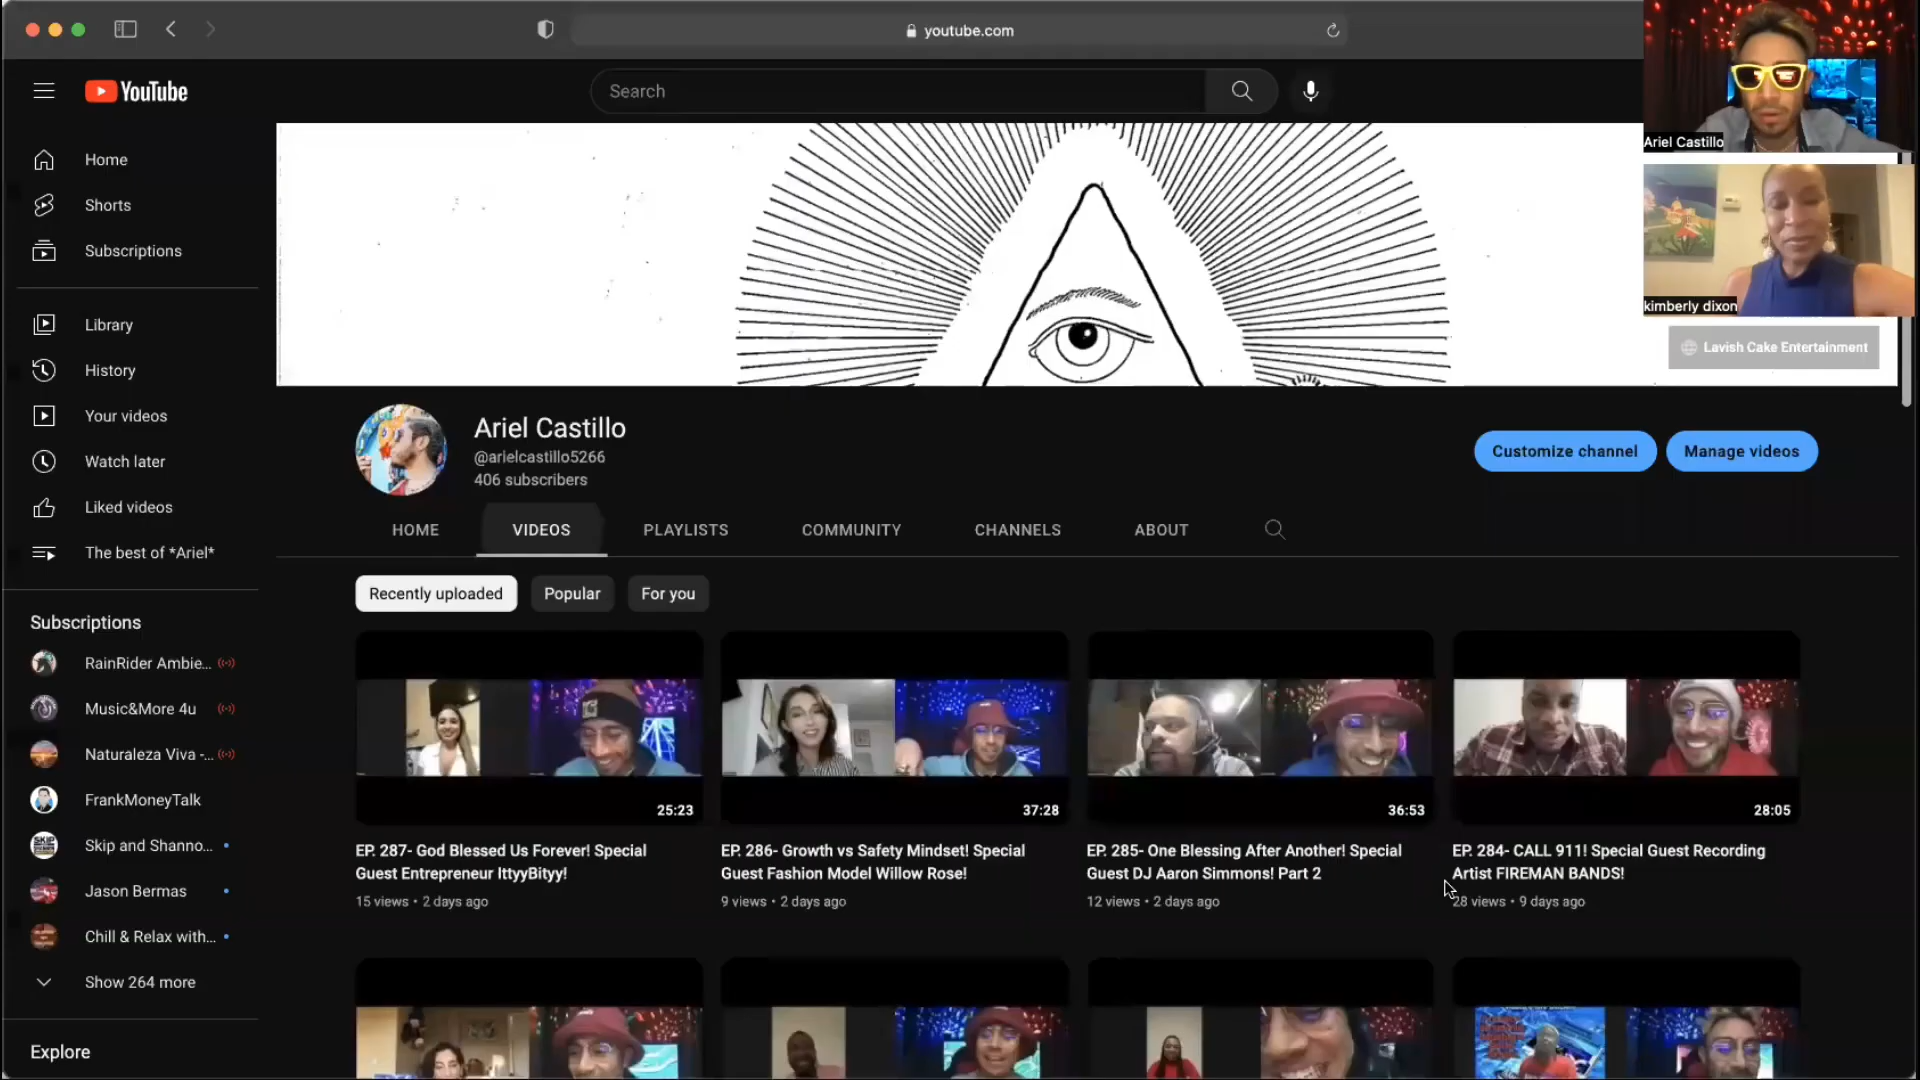 youtube.com
YouTube
Search
Ariel Castillo
kimberly dixon
Lavish Cake Entertainment
Home
Shorts
Subscriptions
Library
History
Your videos
Watch later
Liked videos
The best of *Ariel*
Subscriptions
RainRider Ambie...
Music&More 4u
Naturaleza Viva -...
FrankMoneyTalk
Skip and Shanno...
Jason Bermas
Chill & Relax with...
Show 264 more
Explore
Ariel Castillo
@arielcastillo5266
406 subscribers
Customize channel
Manage videos
HOME
VIDEOS
PLAYLISTS
COMMUNITY
CHANNELS
ABOUT
Recently uploaded
Popular
For you
25:23
37:28
36:53
28:05
EP. 287- God Blessed Us Forever! Special
Guest Entrepreneur IttyyBityy!
15 views • 2 days ago
EP. 286- Growth vs Safety Mindset! Special
Guest Fashion Model Willow Rose!
9 views • 2 days ago
EP. 285- One Blessing After Another! Special
Guest DJ Aaron Simmons! Part 2
12 views • 2 days ago
EP. 284- CALL 911! Special Guest Recording
Artist FIREMAN BANDS!
28 views • 9 days ago